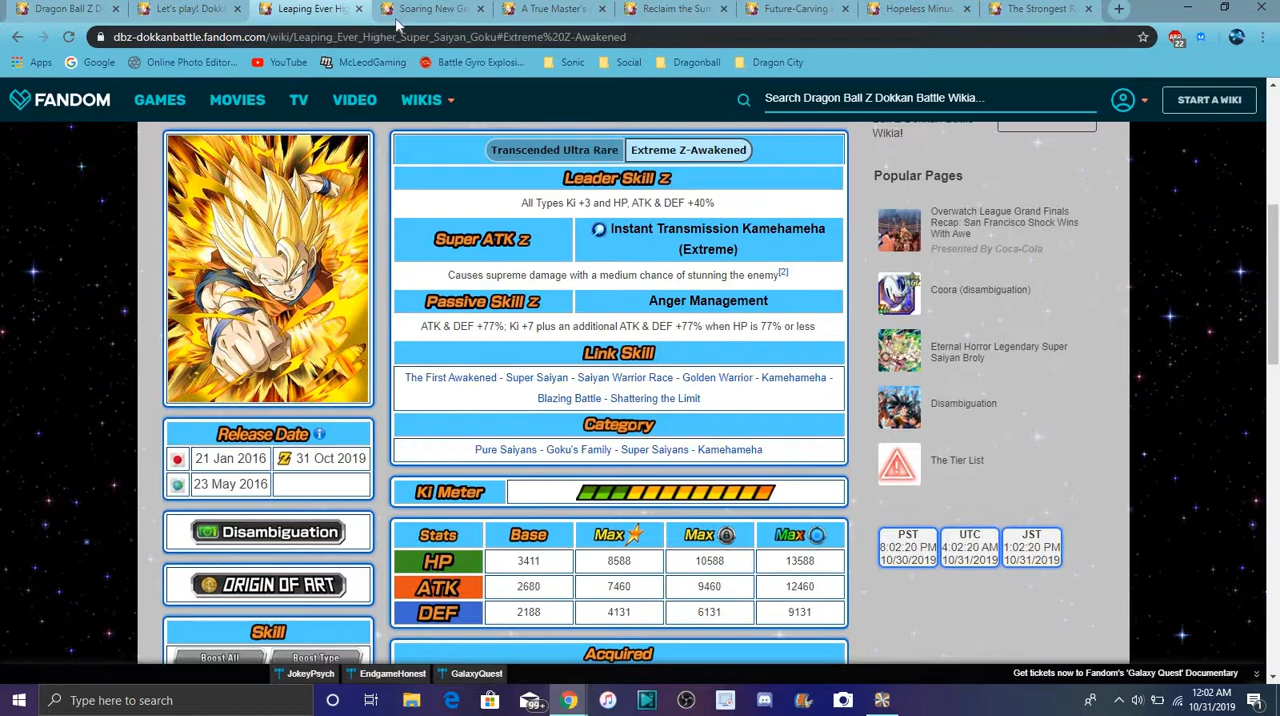 Dragon Ball Z D
Let's play! Dokka
Leaping Ever Hig
Soaring New Ge
A True Master's
Reclaim the Sun
Future-Carving
Hopeless Minus
The Strongest R
dbz-dokkanbattle.fandom.com/wiki/Leaping_Ever_Higher_Super_Saiyan_Goku#Extreme%20Z-Awakened
22
Apps
Google
Online Photo Editor...
YouTube
McLeodGaming
Battle Gyro Explosi...
Sonic
Social
Dragonball
Dragon City
FANDOM
GAMES
MOVIES
TV
VIDEO
WIKIS
Search Dragon Ball Z Dokkan Battle Wikia...
START A WIKI
Transcended Ultra Rare
Extreme Z-Awakened
Leader Skill Z
All Types Ki +3 and HP, ATK & DEF +40%
Super ATK Z
Instant Transmission Kamehameha
(Extreme)
Causes supreme damage with a medium chance of stunning the enemy[2]
Passive Skill Z
Anger Management
ATK & DEF +77%; Ki +7 plus an additional ATK & DEF +77% when HP is 77% or less
Link Skill
The First Awakened - Super Saiyan - Saiyan Warrior Race - Golden Warrior - Kamehameha -
Blazing Battle - Shattering the Limit
Category
Pure Saiyans - Goku's Family - Super Saiyans - Kamehameha
Ki Meter
Stats Base Max Max Max
HP 3411 8588 10588 13588
ATK 2680 7460 9460 12460
DEF 2188 4131 6131 9131
Acquired
Release Date
21 Jan 2016 Z 31 Oct 2019
23 May 2016
Disambiguation
ORIGIN OF ART
Skill
Boost All
Boost Type
Wikia!
Popular Pages
Overwatch League Grand Finals
Recap: San Francisco Shock Wins
With Awe
Presented By Coca-Cola
Coora (disambiguation)
Eternal Horror Legendary Super
Saiyan Broly
Disambiguation
The Tier List
PST UTC JST
8:02:20 PM 4:02:20 AM 1:02:20 PM
10/30/2019 10/31/2019 10/31/2019
JokeyPsych
EndgameHonest
GalaxyQuest
Get tickets now to Fandom's 'Galaxy Quest' Documentary
Type here to search
99+
12:02 AM
10/31/2019